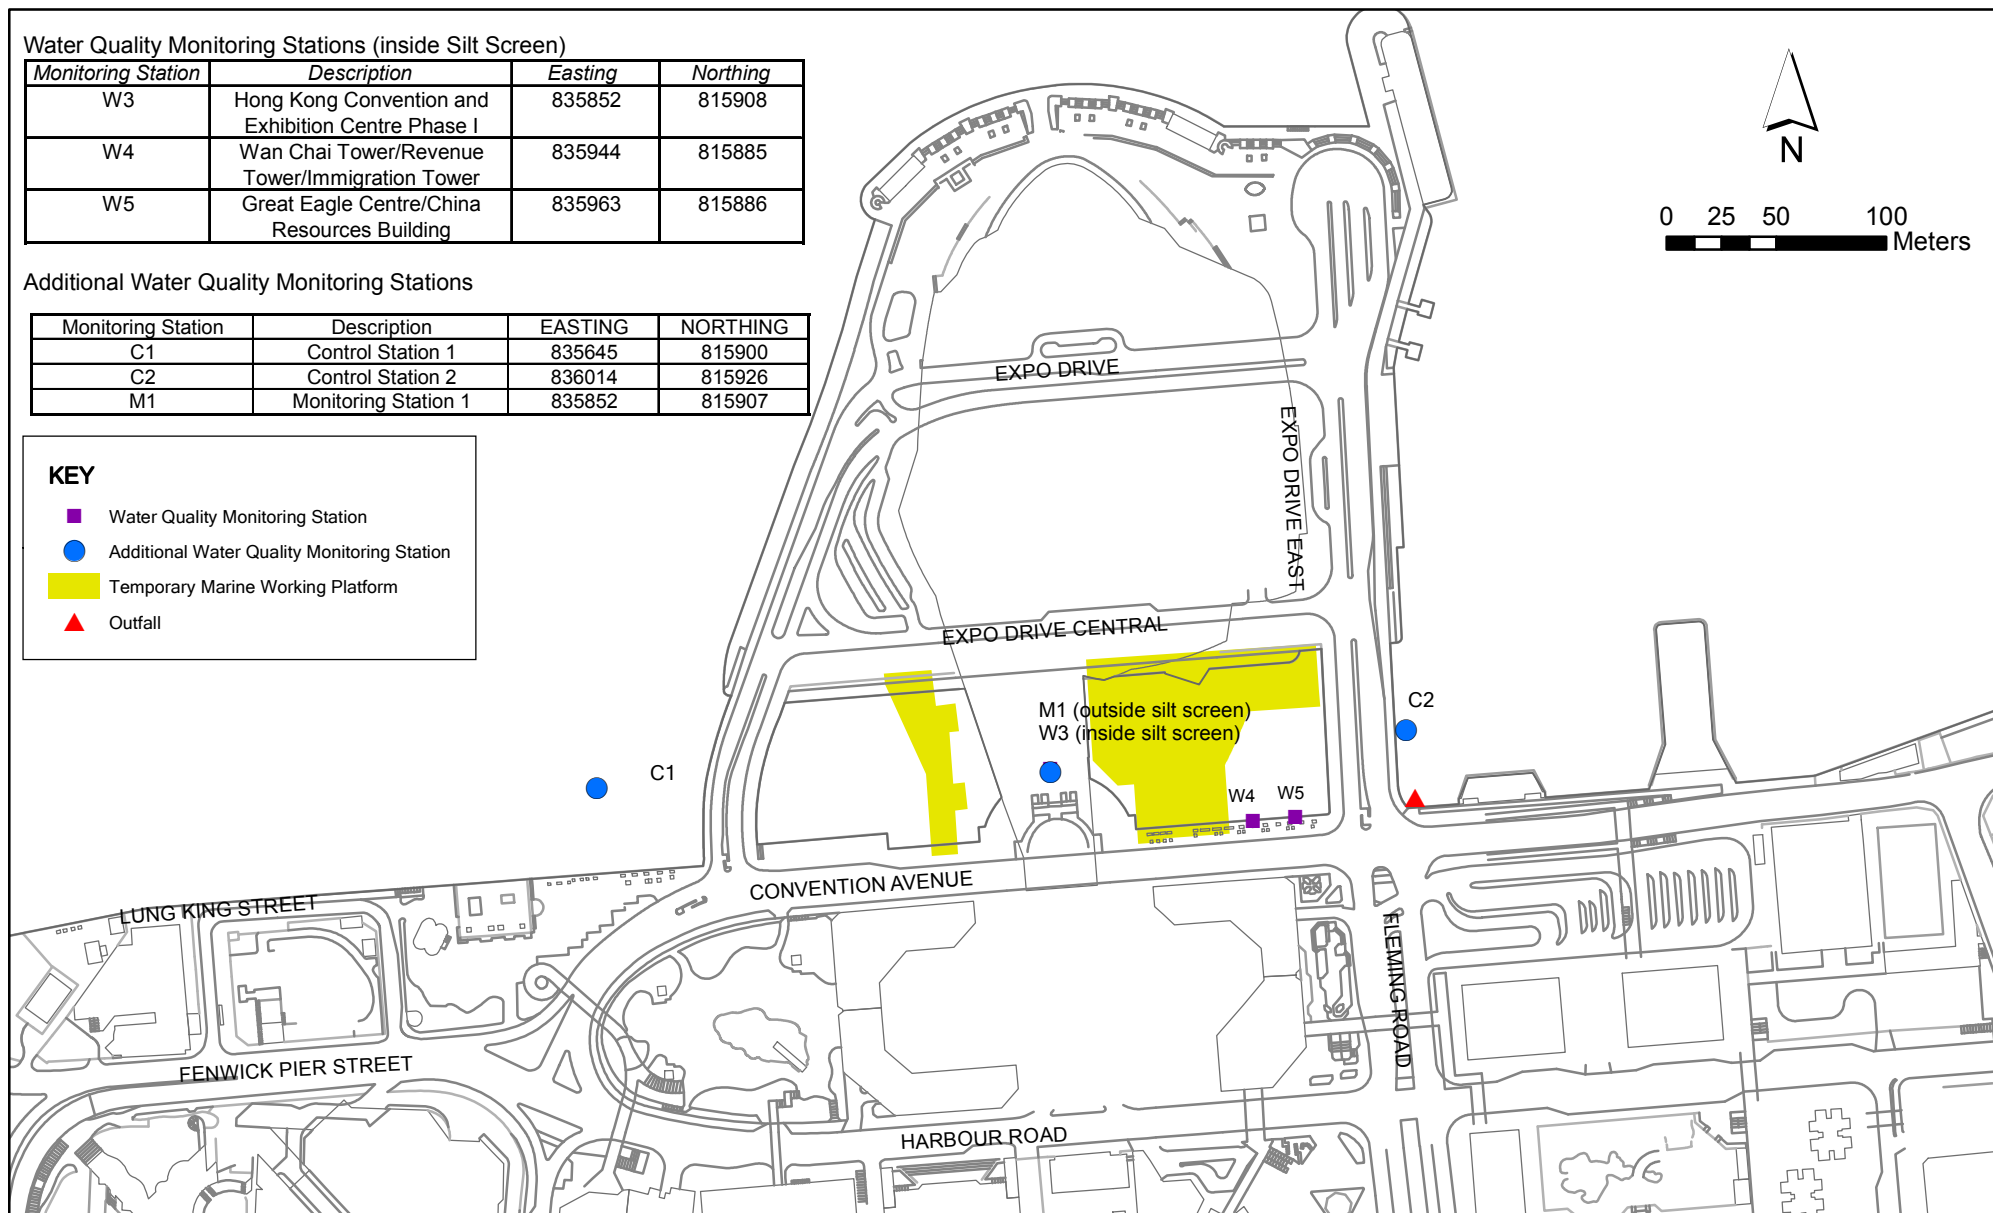 Water Quality Monitoring Stations (inside Silt Screen)
Monitoring Station Description Easting Northing
W3 Hong Kong Convention and 835852 815908
Exhibition Centre Phase I
W4 Wan Chai Tower/Revenue 835944 815885
Tower/Immigration Tower
W5 Great Eagle Centre/China 835963 815886
Resources Building
Additional Water Quality Monitoring Stations
Monitoring Station Description EASTING NORTHING
C1 Control Station 1 835645 815900
C2 Control Station 2 836014 815926
M1 Monitoring Station 1 835852 815907
KEY
Water Quality Monitoring Station
Additional Water Quality Monitoring Station
Temporary Marine Working Platform
Outfall
N
0 25 50 100
Meters
EXPO DRIVE
EXPO DRIVE EAST
EXPO DRIVE CENTRAL
M1 (outside silt screen)
W3 (inside silt screen)
C2
C1
W4 W5
CONVENTION AVENUE
LUNG KING STREET
FLEMING ROAD
FENWICK PIER STREET
HARBOUR ROAD